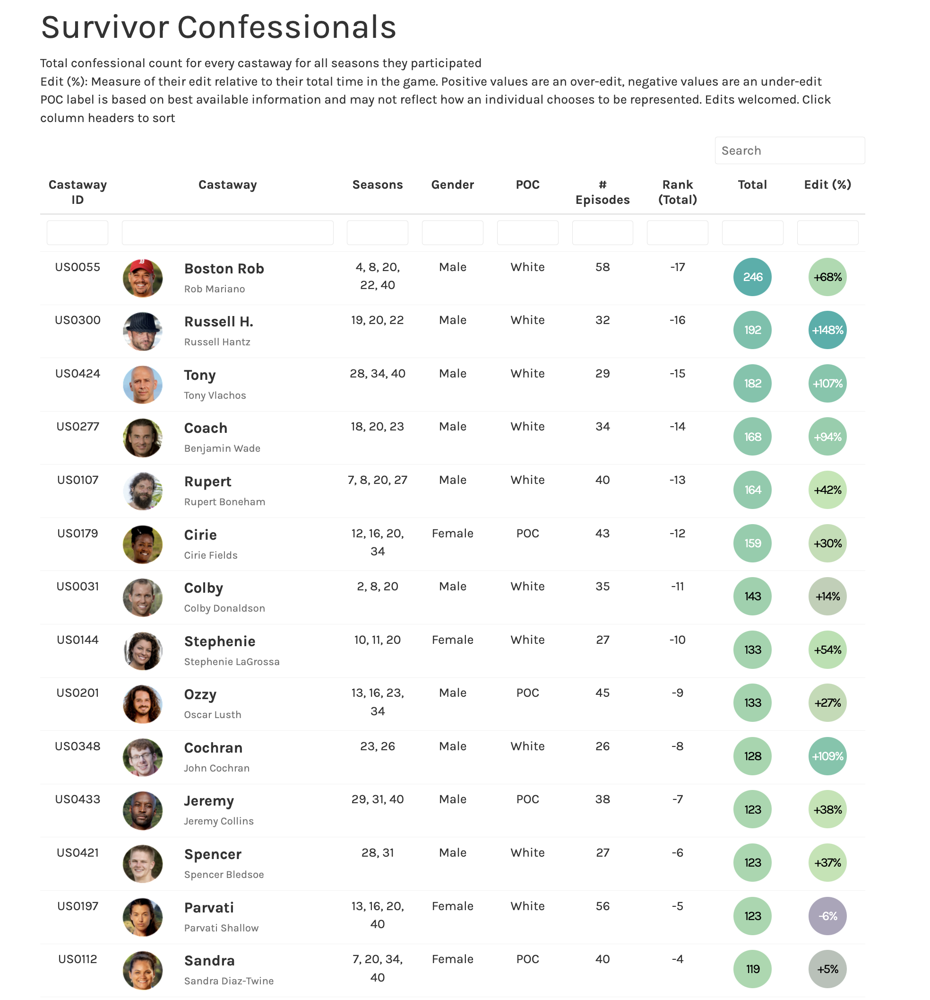 Survivor Confessionals
Total confessional count for every castaway for all seasons they participated
Edit (%): Measure of their edit relative to their total time in the game. Positive values are an over-edit, negative values are an under-edit
POC label is based on best available information and may not reflect how an individual chooses to be represented. Edits welcomed. Click
column headers to sort
Search
Castaway ID Castaway Seasons Gender POC # Episodes Rank (Total) Total Edit (%)
B
US0055 Boston Rob 4, 8, 20, Male White 58 -17 246 +68%
Rob Mariano 22, 40
US0300 Russell H. 19, 20, 22 Male White 32 -16 192 +148%
Russell Hantz
US0424 Tony 28, 34, 40 Male White 29 -15 182 +107%
Tony Vlachos
US0277 Coach 18, 20, 23 Male White 34 -14 168 +94%
Benjamin Wade
US0107 Rupert 7, 8, 20, 27 Male White 40 -13 164 +42%
Rupert Boneham
US0179 Cirie 12, 16, 20, Female POC 43 -12 159 +30%
Cirie Fields 34
US0031 Colby 2, 8, 20 Male White 35 -11 143 +14%
Colby Donaldson
US0144 Stephenie 10, 11, 20 Female White 27 -10 133 +54%
Stephenie LaGrossa
US0201 Ozzy 13, 16, 23, Male POC 45 -9 133 +27%
Oscar Lusth 34
US0348 Cochran 23, 26 Male White 26 -8 128 +109%
John Cochran
US0433 Jeremy 29, 31, 40 Male POC 38 -7 123 +38%
Jeremy Collins
US0421 Spencer 28, 31 Male White 27 -6 123 +37%
Spencer Bledsoe
US0197 Parvati 13, 16, 20, Female White 56 -5 123 -6%
Parvati Shallow 40
US0112 Sandra 7, 20, 34, Female POC 40 -4 119 +5%
Sandra Diaz-Twine 40